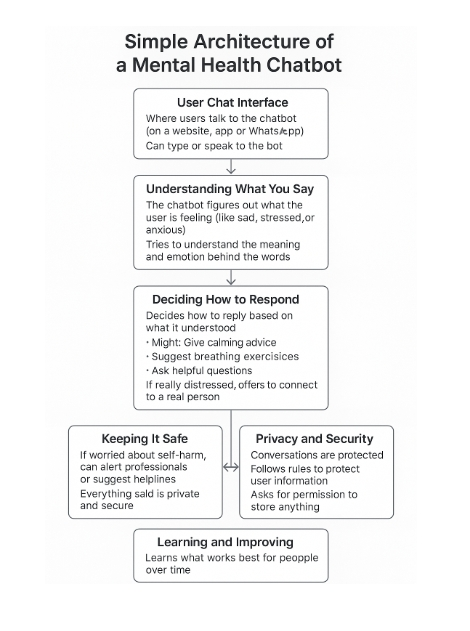 Simple Architecture of
a Mental Health Chatbot
User Chat Interface
Where users talk to the chatbot
(on a website, app or WhatsApp)
Can type or speak to the bot
Understanding What You Say
The chatbot figures out what the
user is feeling (like sad, stressed,or
anxious)
Tries to understand the meaning
and emotion behind the words
Deciding How to Respond
Decides how to reply based on
what it understood
· Might: Give calming advice
· Suggest breathing exercisices
· Ask helpful questions
If really distressed, offers to connect
to a real person
Keeping It Safe
If worried about self-harm,
can alert professionals
or suggest helplines
Everything sald is private
and secure
Privacy and Security
Conversations are protected
Follows rules to protect
user information
Asks for permission to
store anything
Learning and Improving
Learns what works best for peopple
over time